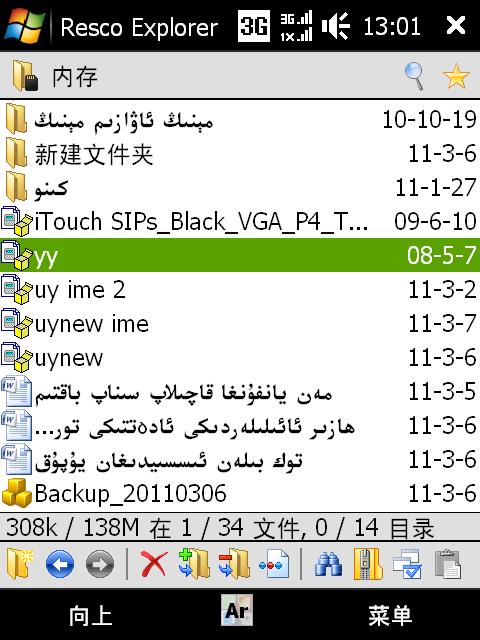 Resco Explorer 3G 3G 1X 13:01
内存
مېنىڭ ئاۋازىم مېنىڭ 10-10-19
新建文件夹 11-3-6
كىنو 11-1-27
iTouch SIPs_Black_VGA_P4_T... 09-6-10
yy 08-5-7
uy ime 2 11-3-2
uynew ime 11-3-7
uynew 11-3-6
مەن يانفۇنغا قاچىلاپ سىناپ باقتىم 11-3-5
ھازىر ئائىلىلەردىكى ئادەتتىكى تور... 11-3-6
توك بىلەن ئىسسىيدىغان يۇپۇق 11-3-6
Backup_20110306 11-3-6
308k / 138M 在 1 / 34 文件, 0 / 14 目录
向上 Ar 菜单